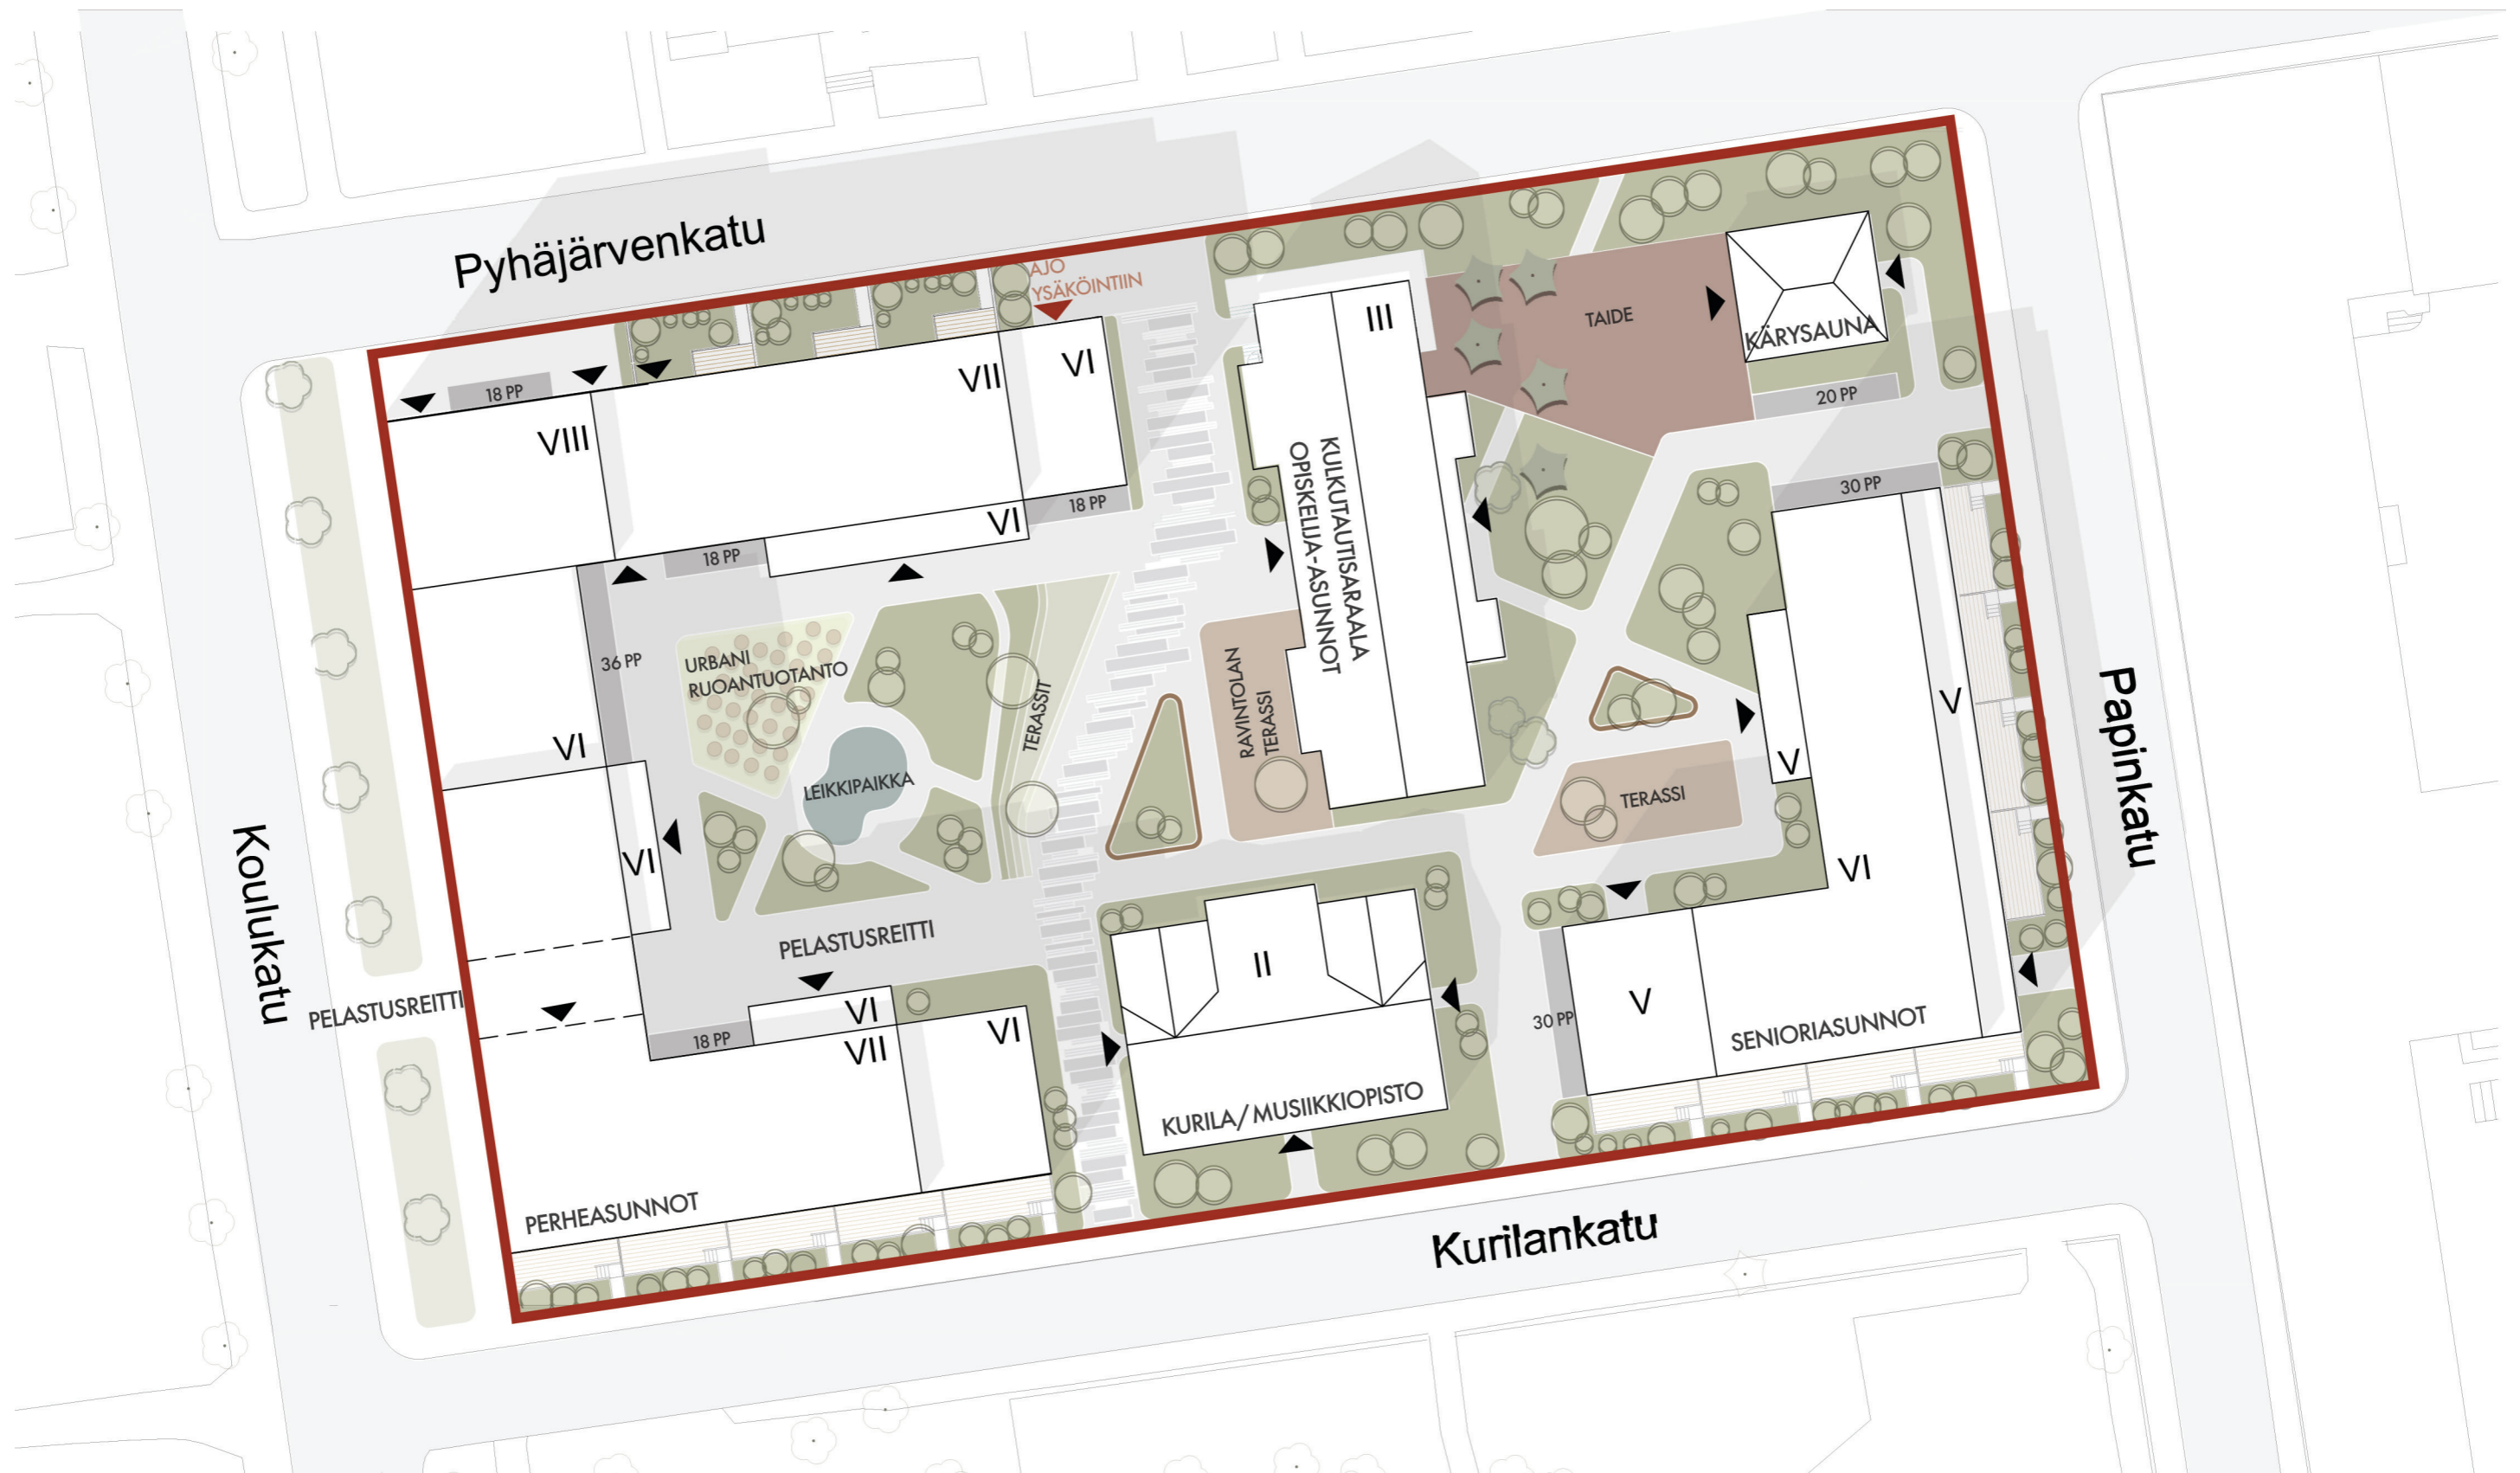 Pyhäjärvenkatu
AJO
YSÄKÖINTIIN
III
TAIDE
KÄRYSAUNA
VII
VI
18 PP
20 PP
VIII
KULKUTAUTISARAALA
OPISKELIJA-ASUNNOT
30 PP
18 PP
VI
18 PP
36 PP
URBANI
RUOANTUOTANTO
TERASSIT
RAVINTOLAN
TERASSI
V
Papinkatu
VI
LEIKKIPAIKKA
V
TERASSI
Koulukatu
VI
VI
PELASTUSREITTI
II
PELASTUSREITTI
VI
VI
18 PP
VII
V
30 PP
SENIORIASUNNOT
KURILA/MUSIIKKIOPISTO
PERHEASUNNOT
Kurilankatu